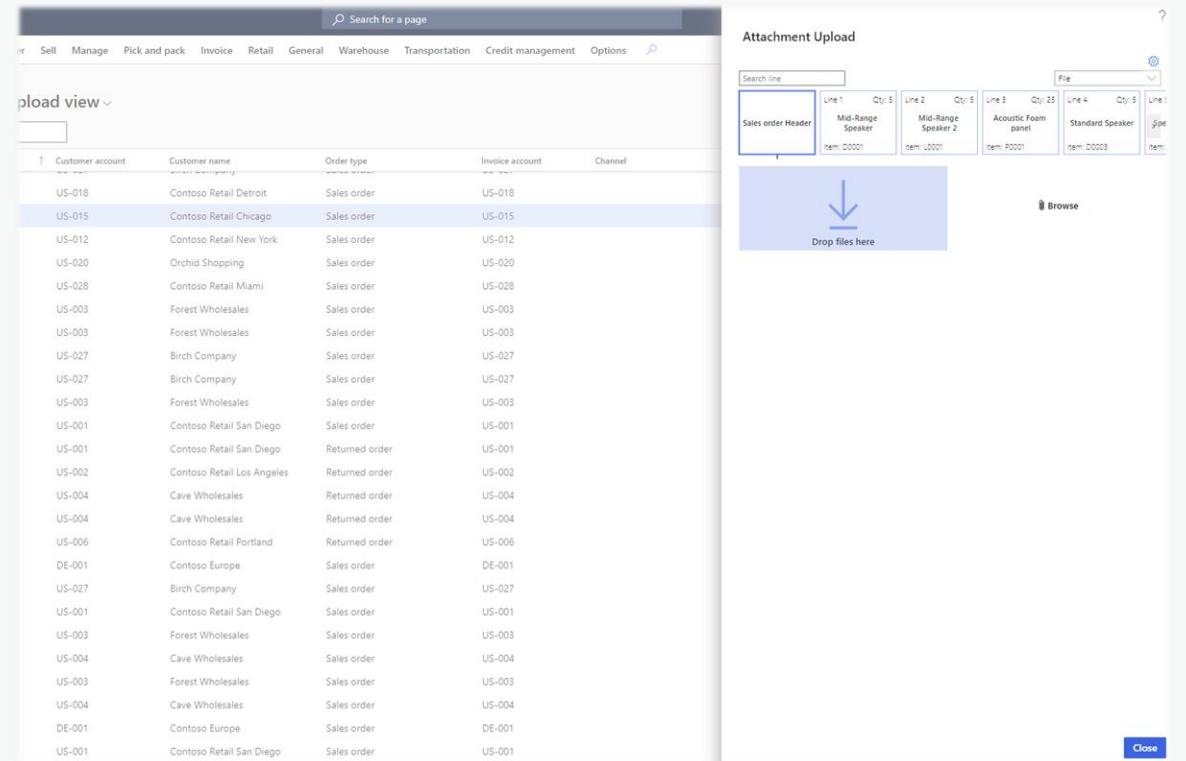 Search for a page
Sell Manage Pick and pack Invoice Retail General Warehouse Transportation Credit management Options
pload view
Customer account Customer name Order type Invoice account Channel
US-018 Contoso Retail Detroit Sales order US-018
US-015 Contoso Retail Chicago Sales order US-015
US-012 Contoso Retail New York Sales order US-012
US-020 Orchid Shopping Sales order US-020
US-028 Contoso Retail Miami Sales order US-028
US-003 Forest Wholesales Sales order US-003
US-003 Forest Wholesales Sales order US-003
US-027 Birch Company Sales order US-027
US-027 Birch Company Sales order US-027
US-003 Forest Wholesales Sales order US-003
US-001 Contoso Retail San Diego Sales order US-001
US-001 Contoso Retail San Diego Returned order US-001
US-002 Contoso Retail Los Angeles Returned order US-002
US-004 Cave Wholesales Returned order US-004
US-004 Cave Wholesales Returned order US-004
US-006 Contoso Retail Portland Returned order US-006
DE-001 Contoso Europe Sales order DE-001
US-027 Birch Company Sales order US-027
US-001 Contoso Retail San Diego Sales order US-001
US-003 Forest Wholesales Sales order US-003
US-004 Cave Wholesales Sales order US-004
US-003 Forest Wholesales Sales order US-003
US-004 Cave Wholesales Sales order US-004
DE-001 Contoso Europe Sales order DE-001
US-001 Contoso Retail San Diego Sales order US-001
?
Attachment Upload
Search line
File
Sales order Header
Line 1 Qty: 5
Mid-Range
Speaker
Item: D0001
Line 2 Qty: 5
Mid-Range
Speaker 2
Item: L0001
Line 3 Qty: 25
Acoustic Foam
panel
Item: P0001
Line 4 Qty: 5
Standard Speaker
Item: D0003
Line 5
Spe
Item:
Drop files here
Browse
Close